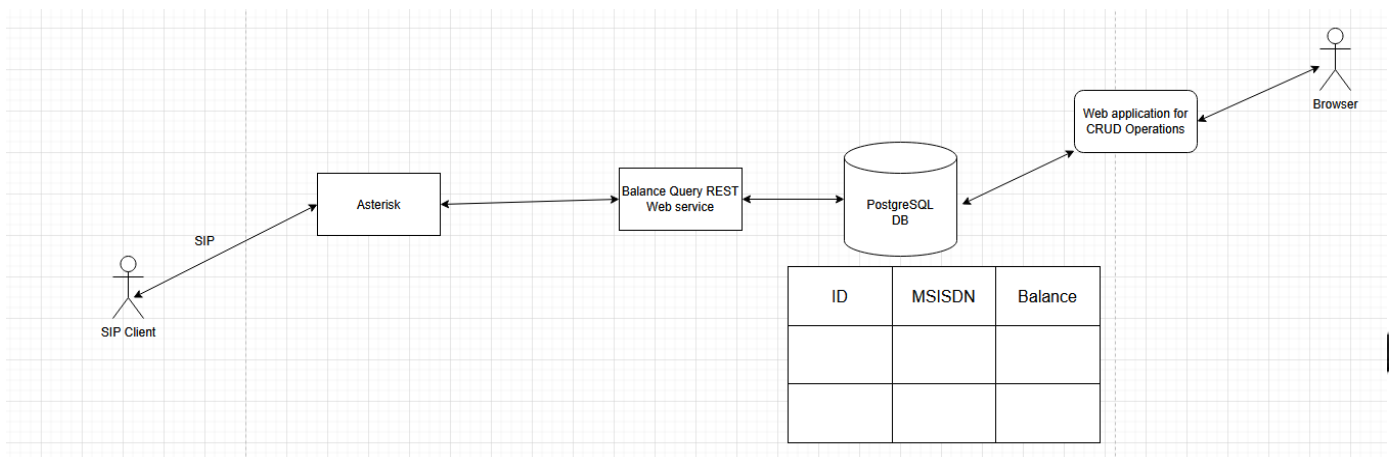 SIP Client
SIP
Asterisk
Balance Query REST
Web service
PostgreSQL
DB
ID
MSISDN
Balance
Web application for
CRUD Operations
Browser